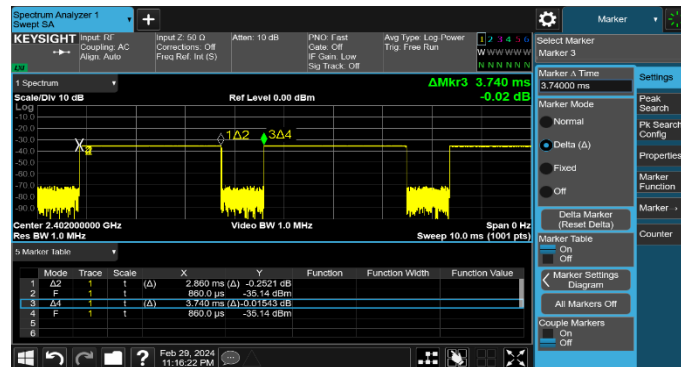 Spectrum Analyzer 1
Swept SA
+
Marker
KEYSIGHT
Input: RF
Coupling: AC
Align: Auto
Input Z: 50 Ω
Corrections: Off
Freq Ref: Int (S)
Atten: 10 dB
PNO: Fast
Gate: Off
IF Gain: Low
Sig Track: Off
Avg Type: Log-Power
Trig: Free Run
1 2 3 4 5 6
W W W W W W
N N N N N N
Select Marker
Marker 3
1 Spectrum
ΔMkr3 3.740 ms
-0.02 dB
Scale/Div 10 dB
Ref Level 0.00 dBm
Log
-10.0
-20.0
-30.0
-40.0
-50.0
-60.0
-70.0
-80.0
-90.0
1Δ2
3Δ4
Center 2.402000000 GHz
Res BW 1.0 MHz
Video BW 1.0 MHz
Span 0 Hz
Sweep 10.0 ms (1001 pts)
5 Marker Table
Mode Trace Scale X Y Function Function Width Function Value
1 Δ2 1 t (Δ) 2.860 ms (Δ) -0.2521 dB
2 F 1 t 860.0 µs -35.14 dBm
3 Δ4 1 t (Δ) 3.740 ms (Δ) -0.01543 dB
4 F 1 t 860.0 µs -35.14 dBm
5
6
Marker Δ Time
3.74000 ms
Marker Mode
Normal
Delta (Δ)
Fixed
Off
Delta Marker
(Reset Delta)
Marker Table
On
Off
Marker Settings
Diagram
All Markers Off
Couple Markers
On
Off
Settings
Peak
Search
Pk Search
Config
Properties
Marker
Function
Marker→
Counter
?
Feb 29, 2024
11:16:22 PM